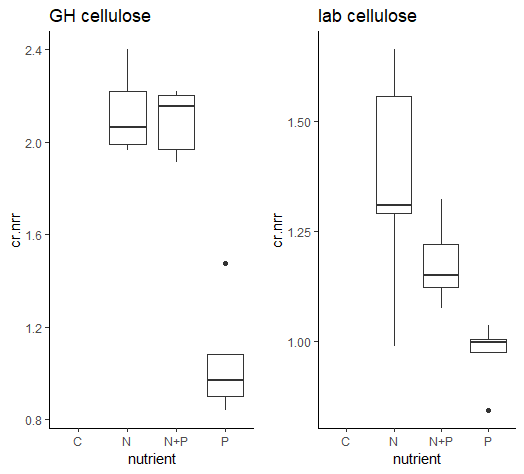 GH cellulose
cr.nrr
2.4
2.0
1.6
1.2
0.8
C N N+P P
nutrient
lab cellulose
cr.nrr
1.50
1.25
1.00
C N N+P P
nutrient